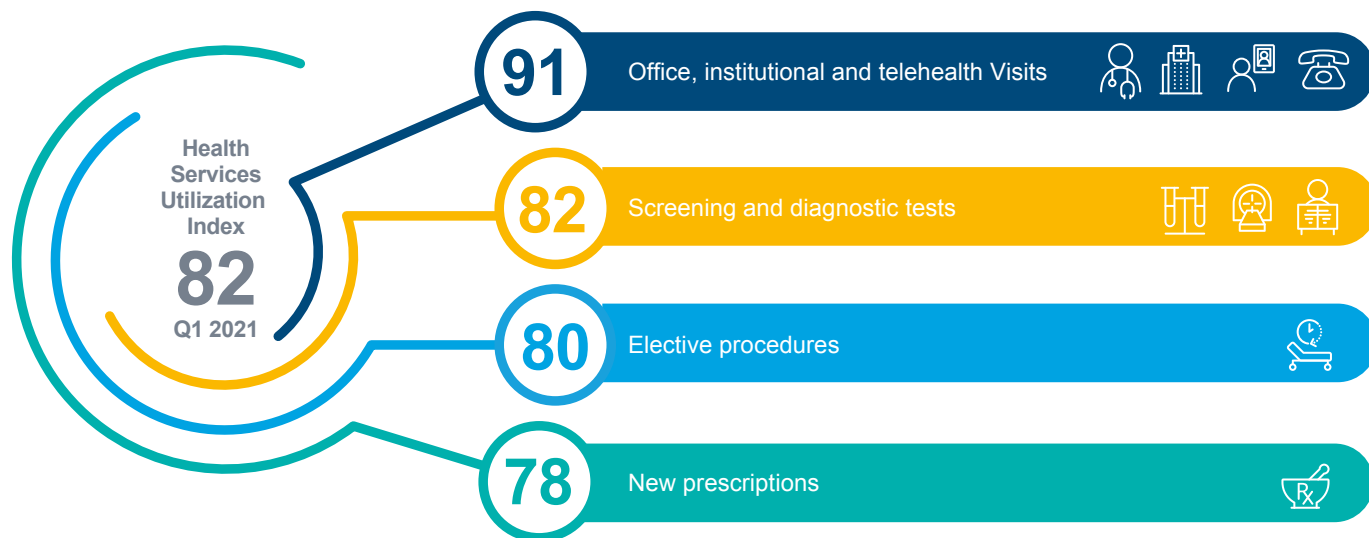 Health
Services
Utilization
Index
82
Q1 2021
91
Office, institutional and telehealth Visits
82
Screening and diagnostic tests
80
Elective procedures
78
New prescriptions
Rx